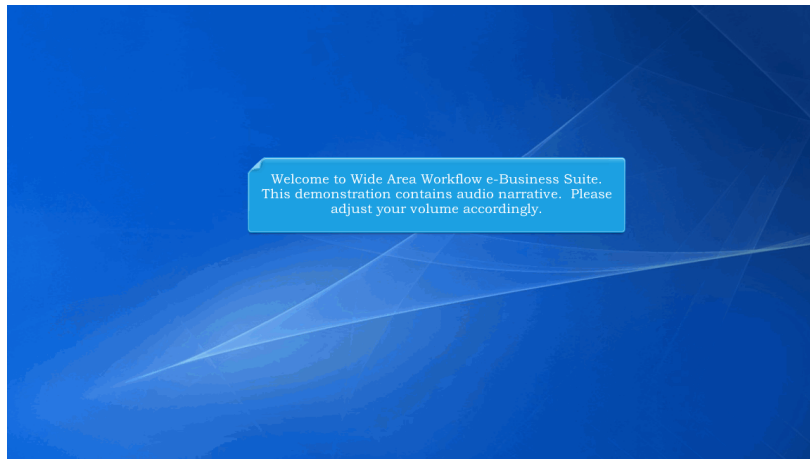 Welcome to Wide Area Workflow e-Business Suite.
This demonstration contains audio narrative.  Please
adjust your volume accordingly.